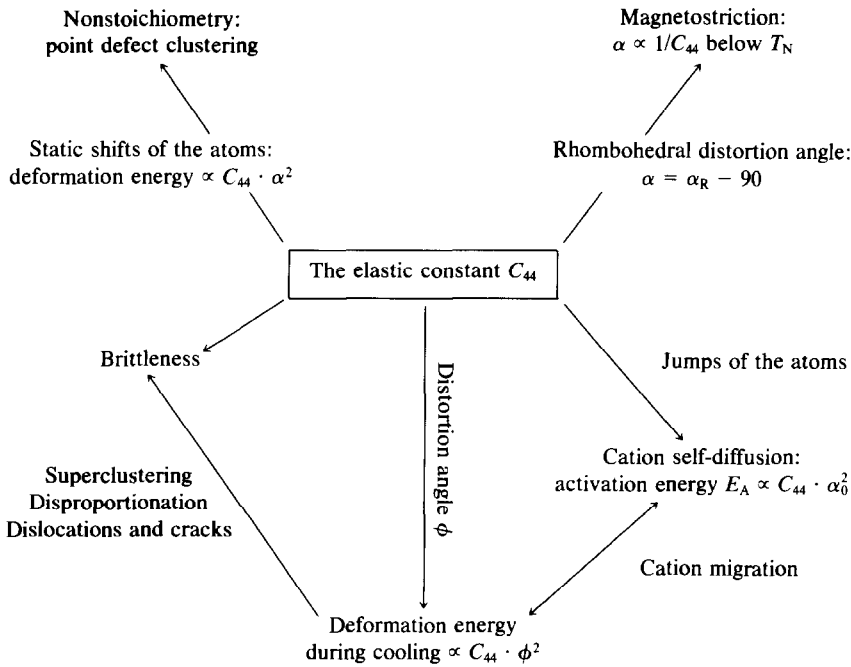 Nonstoichiometry:
point defect clustering
Magnetostriction:
α ∝ 1/C₄₄ below T_N
Static shifts of the atoms:
deformation energy ∝ C₄₄ · α²
Rhombohedral distortion angle:
α = α_R − 90
The elastic constant C₄₄
Brittleness
Distortion angle ϕ
Jumps of the atoms
Superclustering
Disproportionation
Dislocations and cracks
Cation self-diffusion:
activation energy E_A ∝ C₄₄ · α₀²
Cation migration
Deformation energy
during cooling ∝ C₄₄ · ϕ²